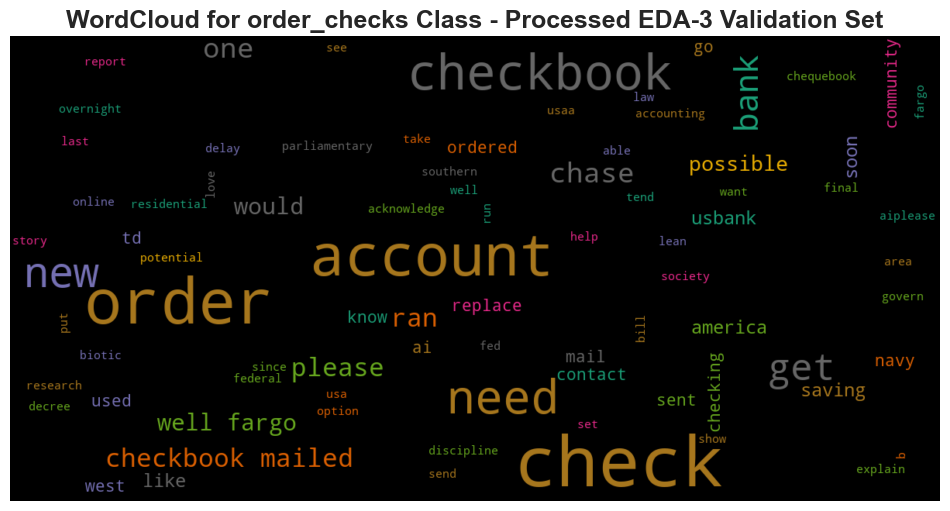 WordCloud for order_checks Class - Processed EDA-3 Validation Set
one
see
go
report
checkbook
bank
chequebook
community
fargo
overnight
law
usaa
accounting
last
take
delay
parliamentary
ordered
able
possible
soon
love
southern
chase
well
want
final
online
residential
would
acknowledge
run
tend
usbank
aiplease
story
td
help
lean
potential
account
new
society
area
order
govern
put
know
ran
replace
bill
america
biotic
ai
fed
mail
since
please
contact
checking
get
navy
research
federal
need
saving
decree
used
usa
option
sent
well fargo
set
show
checkbook mailed
discipline
check
b
west
like
send
explain